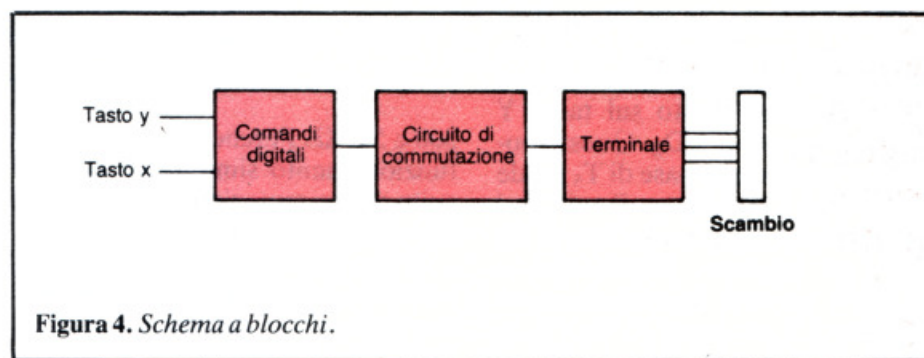 Tasto y
Tasto x
Comandi
digitali
Circuito di
commutazione
Terminale
Scambio
Figura 4. Schema a blocchi.